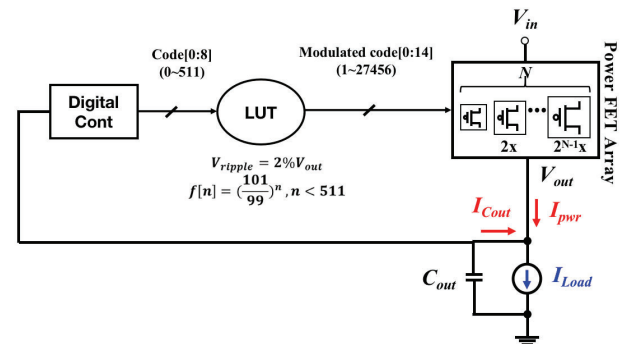 V_in
Code[0:8]
(0~511)
Modulated code[0:14]
(1~27456)
Power FET Array
N
Digital
Cont
LUT
2x
2^{N-1}x
V_ripple = 2%V_out
f[n] = (101/99)^n, n < 511
V_out
I_Cout
I_pwr
C_out
I_Load